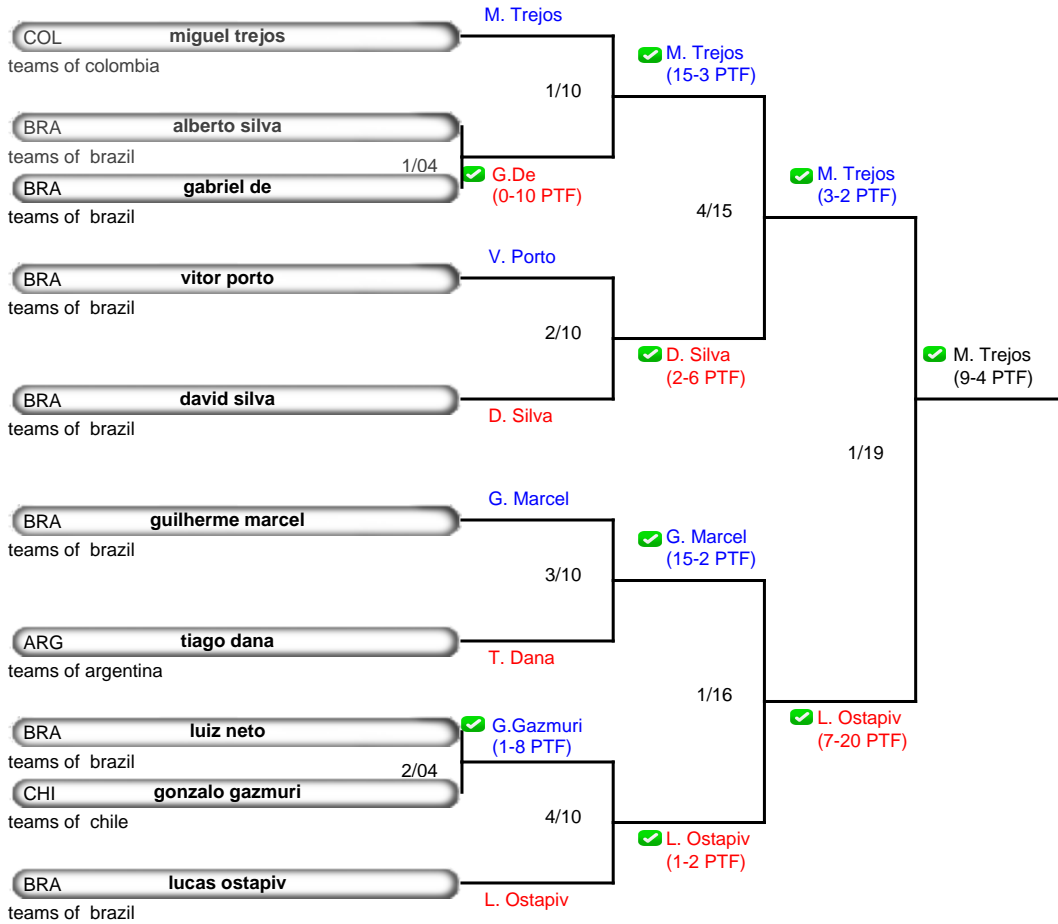 M. Trejos
COL miguel trejos
teams of colombia
M. Trejos
(15-3 PTF)
1/10
BRA alberto silva
teams of brazil
1/04
G.De
(0-10 PTF)
BRA gabriel de
teams of brazil
M. Trejos
(3-2 PTF)
4/15
V. Porto
BRA vitor porto
teams of brazil
2/10
D. Silva
(2-6 PTF)
M. Trejos
(9-4 PTF)
BRA david silva
teams of brazil
D. Silva
1/19
G. Marcel
BRA guilherme marcel
teams of brazil
G. Marcel
(15-2 PTF)
3/10
ARG tiago dana
teams of argentina
T. Dana
1/16
L. Ostapiv
(7-20 PTF)
BRA luiz neto
teams of brazil
G.Gazmuri
(1-8 PTF)
2/04
CHI gonzalo gazmuri
teams of chile
4/10
L. Ostapiv
(1-2 PTF)
BRA lucas ostapiv
teams of brazil
L. Ostapiv